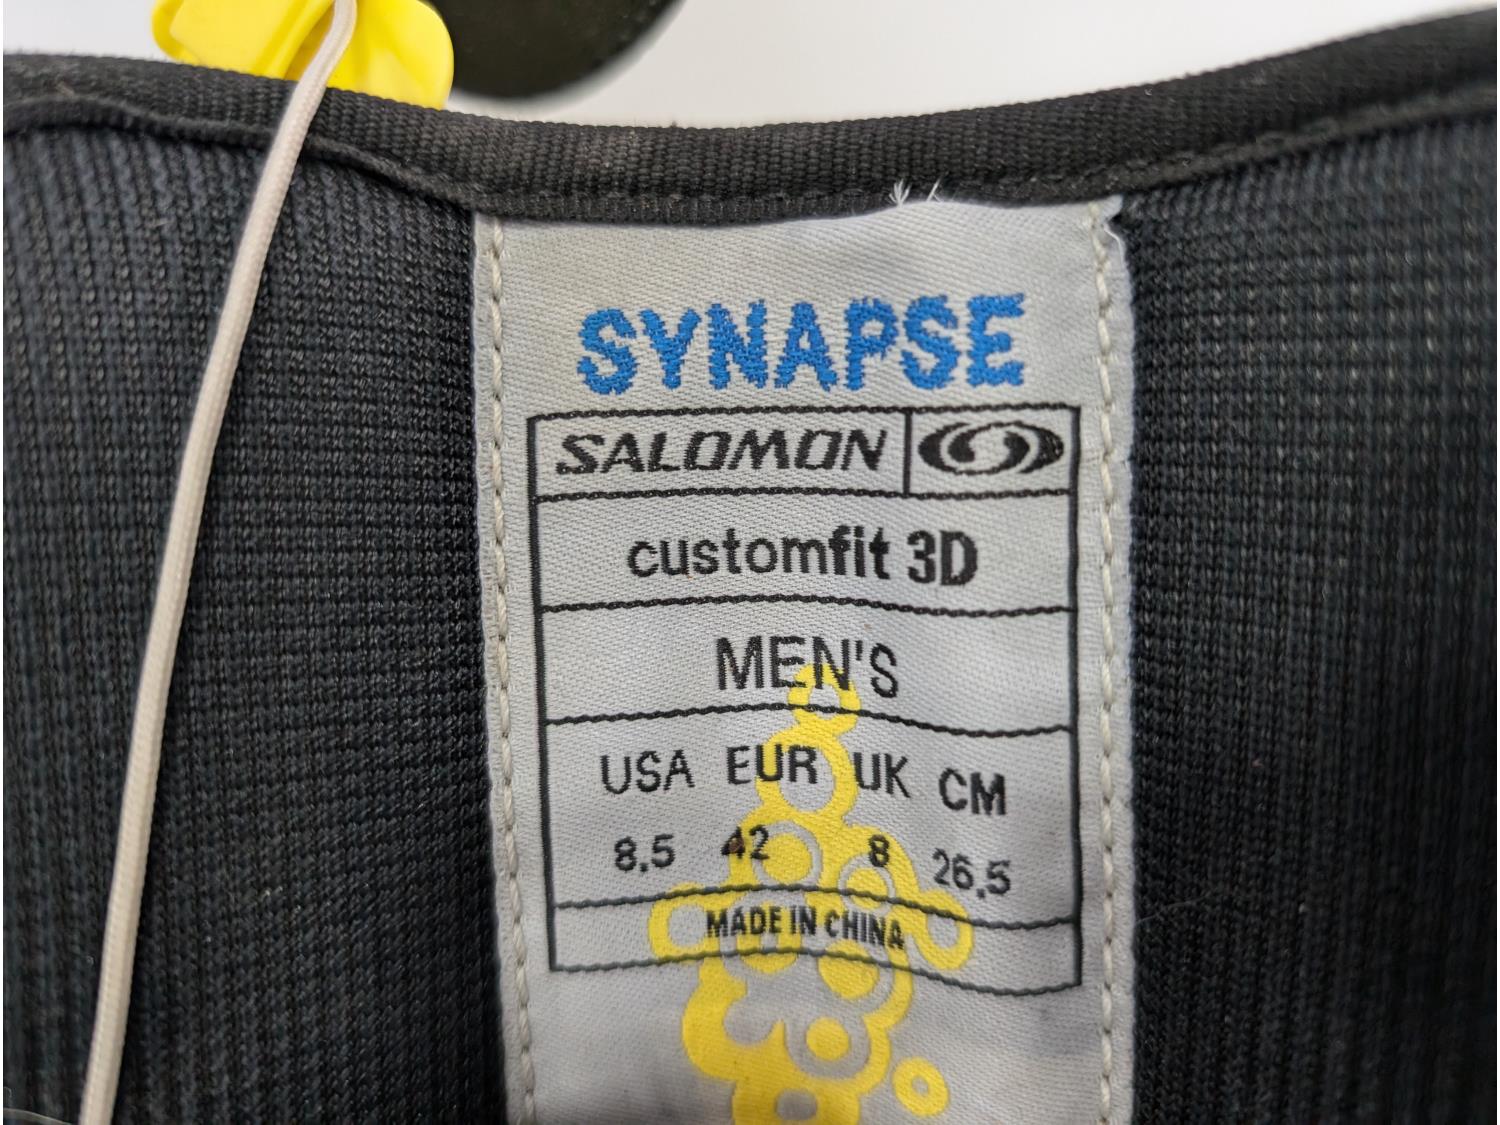 SYNAPSE
SALOMON
customfit 3D
MEN'S
USA EUR UK CM
8.5 42 8 26.5
MADE IN CHINA